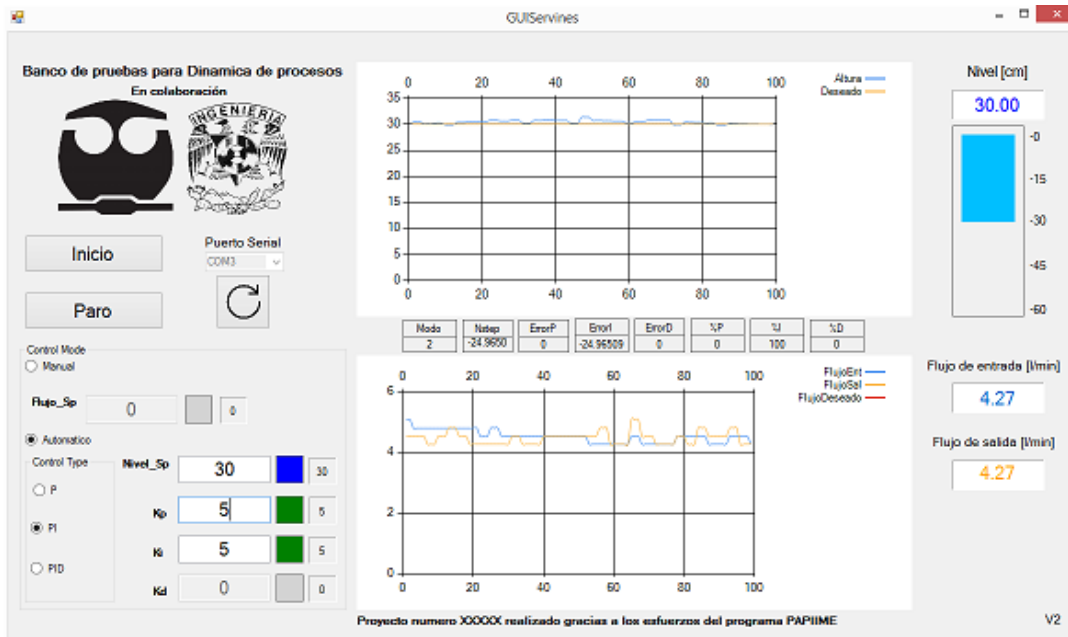 GUIServines
Banco de pruebas para Dinamica de procesos
En colaboración
INGENIERIA
Inicio
Puerto Serial
COM3
Paro
Control Mode
Manual
Flujo_Sp 0 0
Automatico
Control Type
P
PI
PID
Nivel_Sp 30 30
Kp 5 5
Ki 5 5
Kd 0 0
0 20 40 60 80 100
Altura
Deseado
35
30
25
20
15
10
5
0
0 20 40 60 80 100
Modo Nstep ErrorP ErrorI ErrorD %P %I %D
2 -24.9650 0 -24.96509 0 0 100 0
0 20 40 60 80 100
FlujoEnt
FlujoSal
FlujoDeseado
6
4
2
0
0 20 40 60 80 100
Nivel [cm]
30.00
-0
-15
-30
-45
-60
Flujo de entrada [l/min]
4.27
Flujo de salida [l/min]
4.27
Proyecto numero XXXXX realizado gracias a los esfuerzos del programa PAPIIME
V2